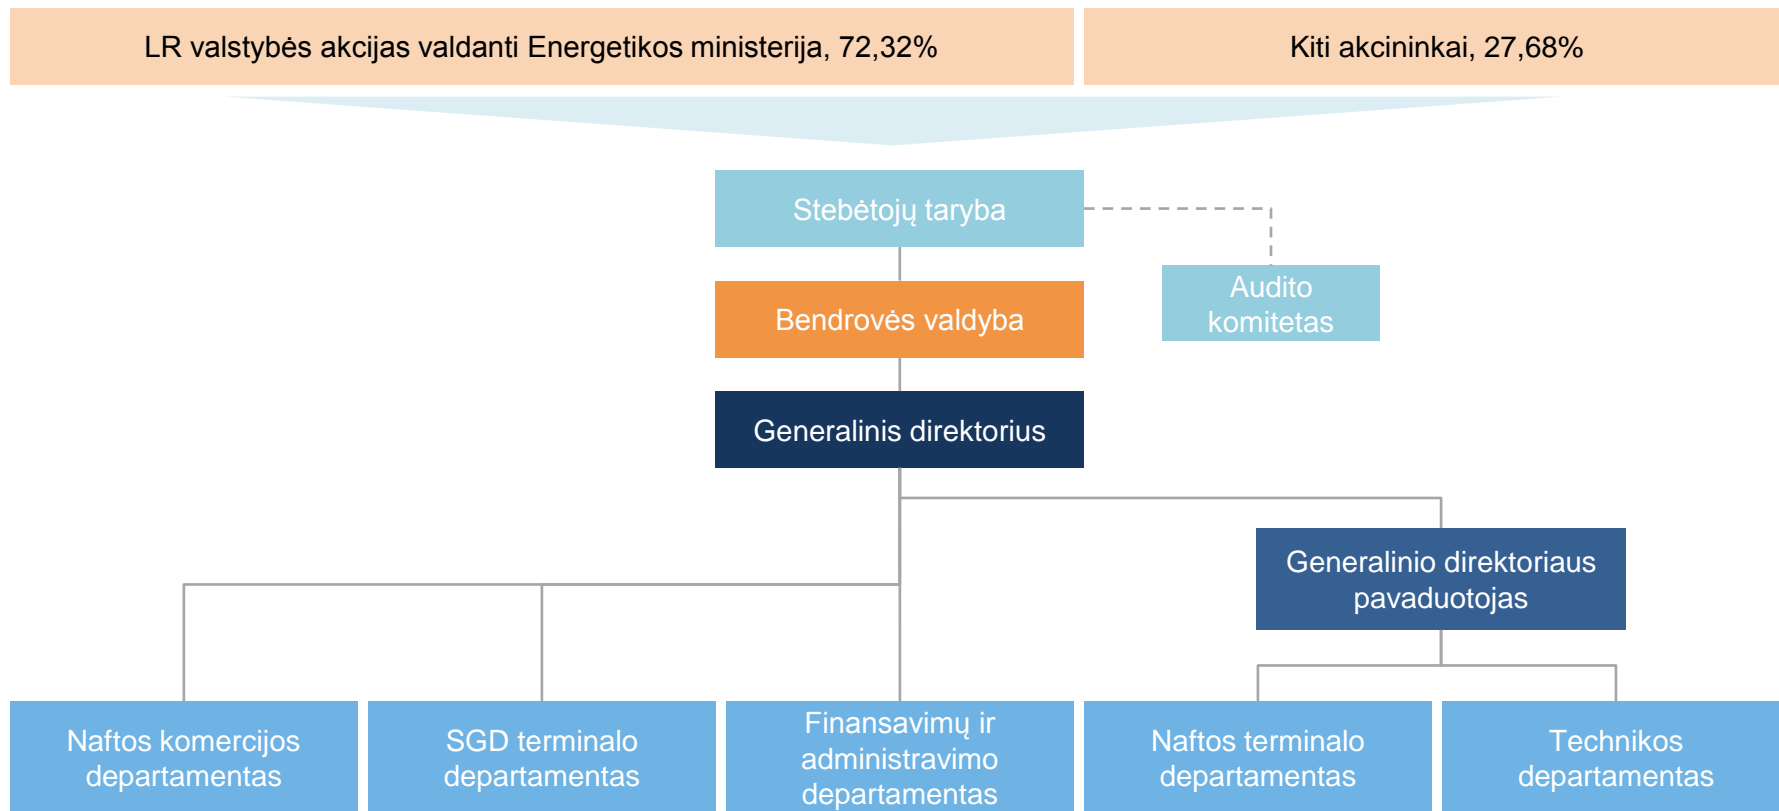 LR valstybės akcijas valdanti Energetikos ministerija, 72,32%
Kiti akcininkai, 27,68%
Stebėtojų taryba
Audito
komitetas
Bendrovės valdyba
Generalinis direktorius
Generalinio direktoriaus
pavaduotojas
Naftos komercijos
departamentas
SGD terminalo
departamentas
Finansavimų ir
administravimo
departamentas
Naftos terminalo
departamentas
Technikos
departamentas